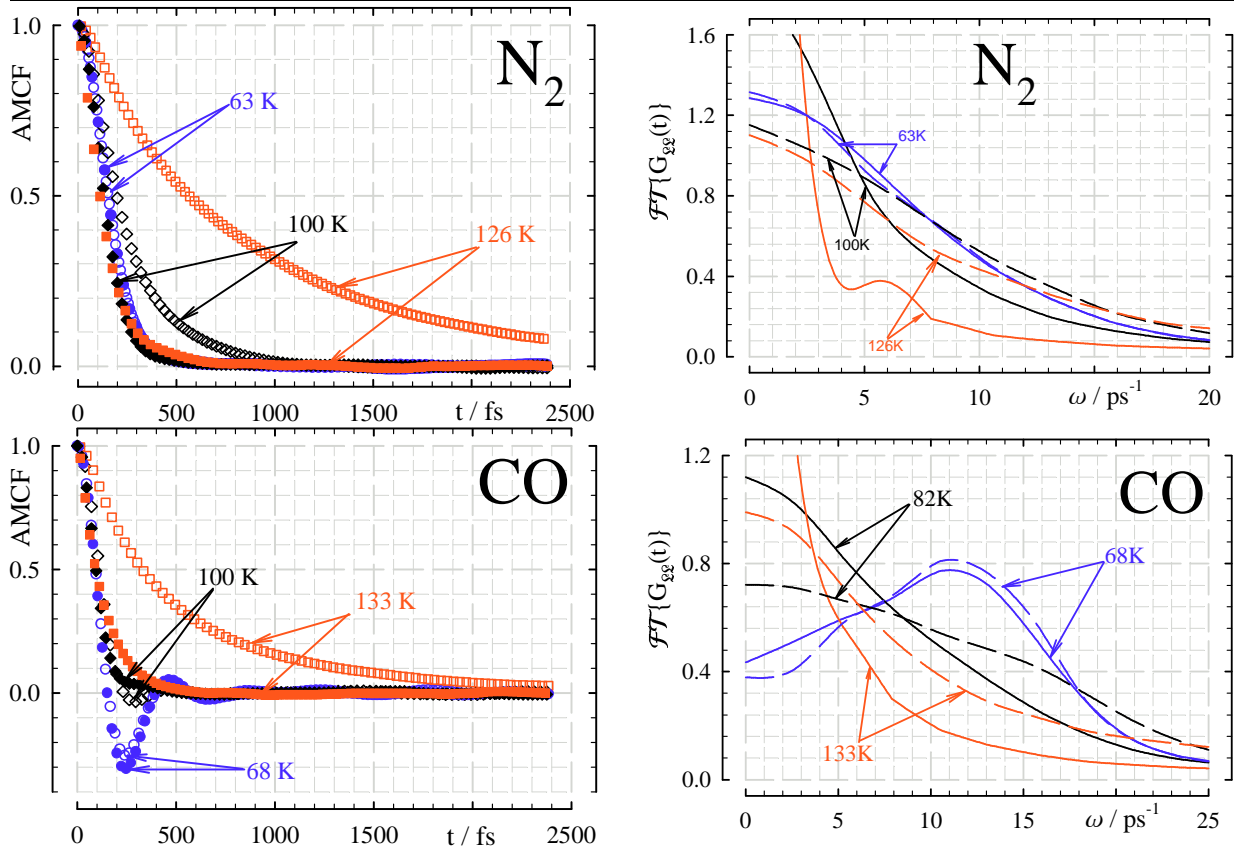 1.0
0.5
0.0
AMCF
N2
63 K
100 K
126 K
0
500
1000
1500
2000
2500
t / fs
1.6
1.2
0.8
0.4
0.0
ℱ𝒯{G𝔏𝔏(t)}
N2
63K
100K
126K
0
5
10
ω / ps-1
20
1.0
0.5
0.0
AMCF
CO
100 K
133 K
68 K
0
500
1000
1500
t / fs
2500
1.2
0.8
0.4
0.0
ℱ𝒯{G𝔏𝔏(t)}
CO
82K
68K
133K
0
5
10
15
ω / ps-1
25